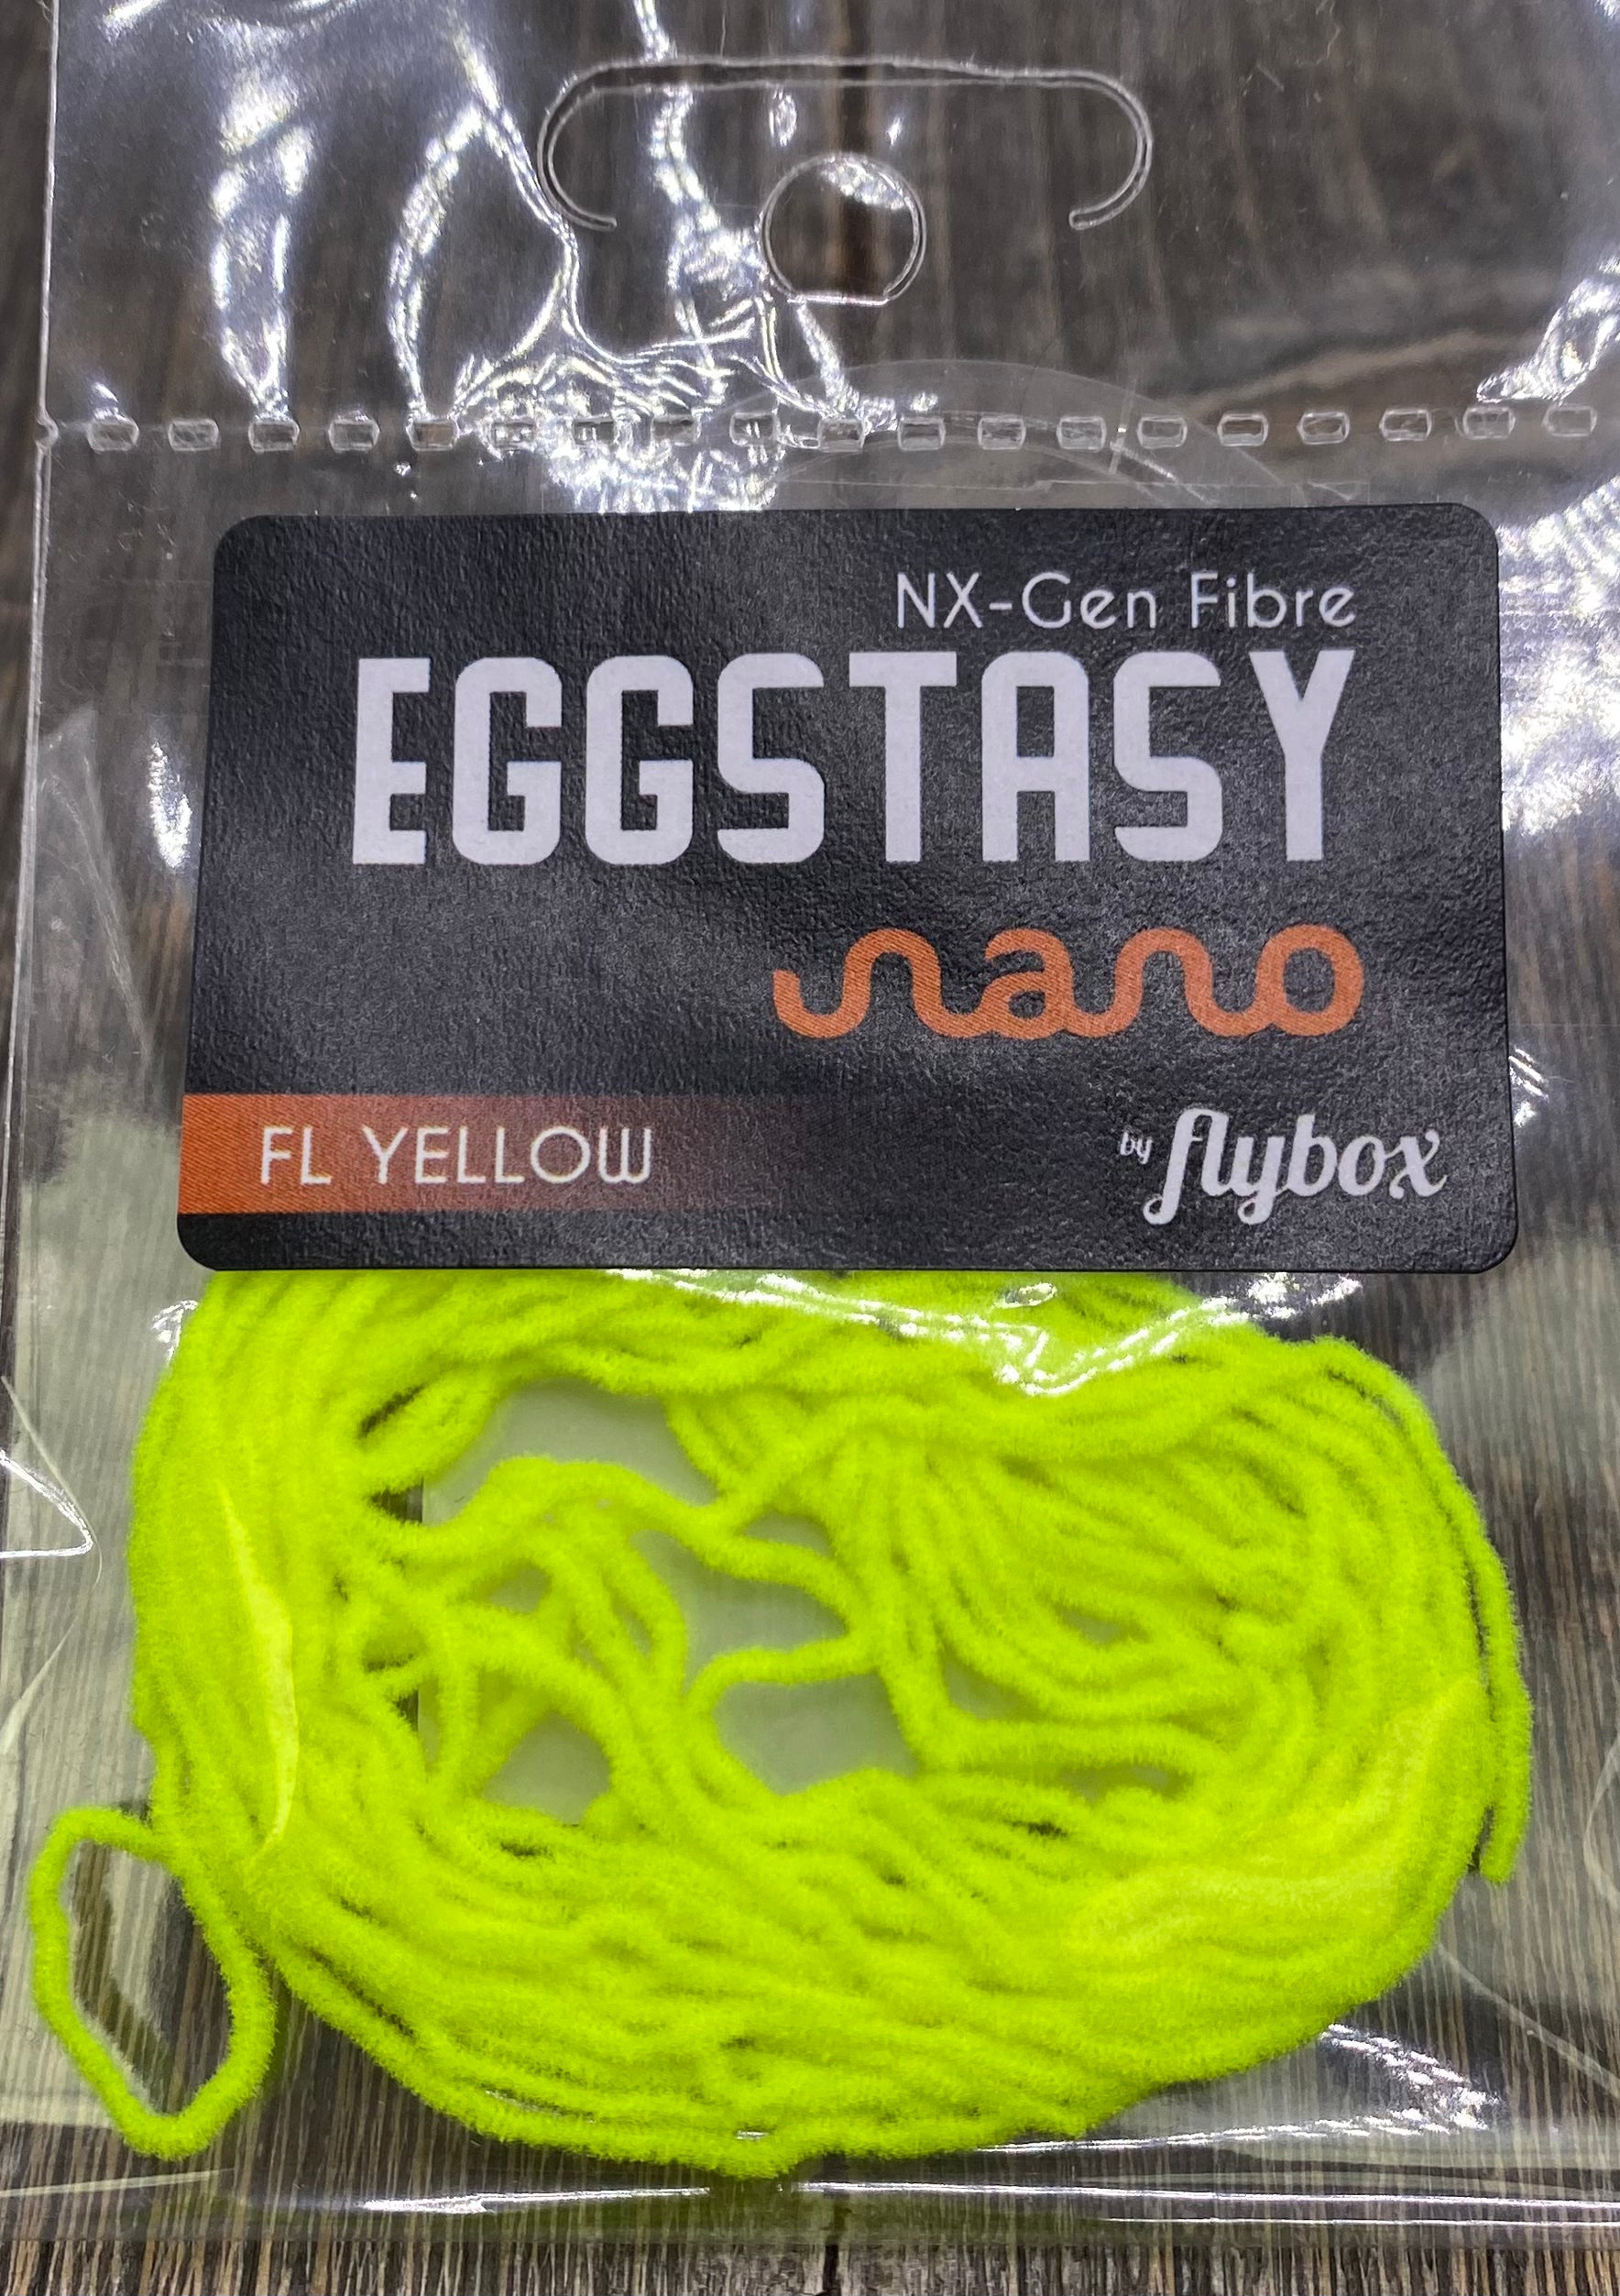 NX-Gen Fibre
EGGSTASY
nano
FL YELLOW
by flybox